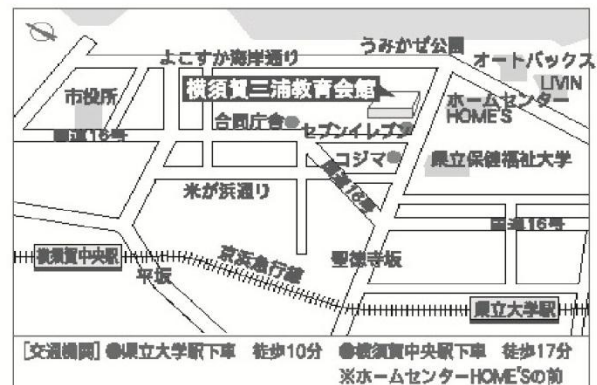 うみかぜ公園
よこすか海岸通り
オートバックス
LIVIN
横須賀三浦教育会館
市役所
ホームセンター
HOME'S
合同庁舎
セブンイレブン
国道16号
コジマ
県立保健福祉大学
米が浜通り
国道16号
国道16号
横須賀中央駅
平坂
京浜急行線
聖徳寺坂
県立大学駅
[交通機関] ●県立大学駅下車 徒歩10分 ●横須賀中央駅下車 徒歩17分
※ホームセンターHOME'Sの前